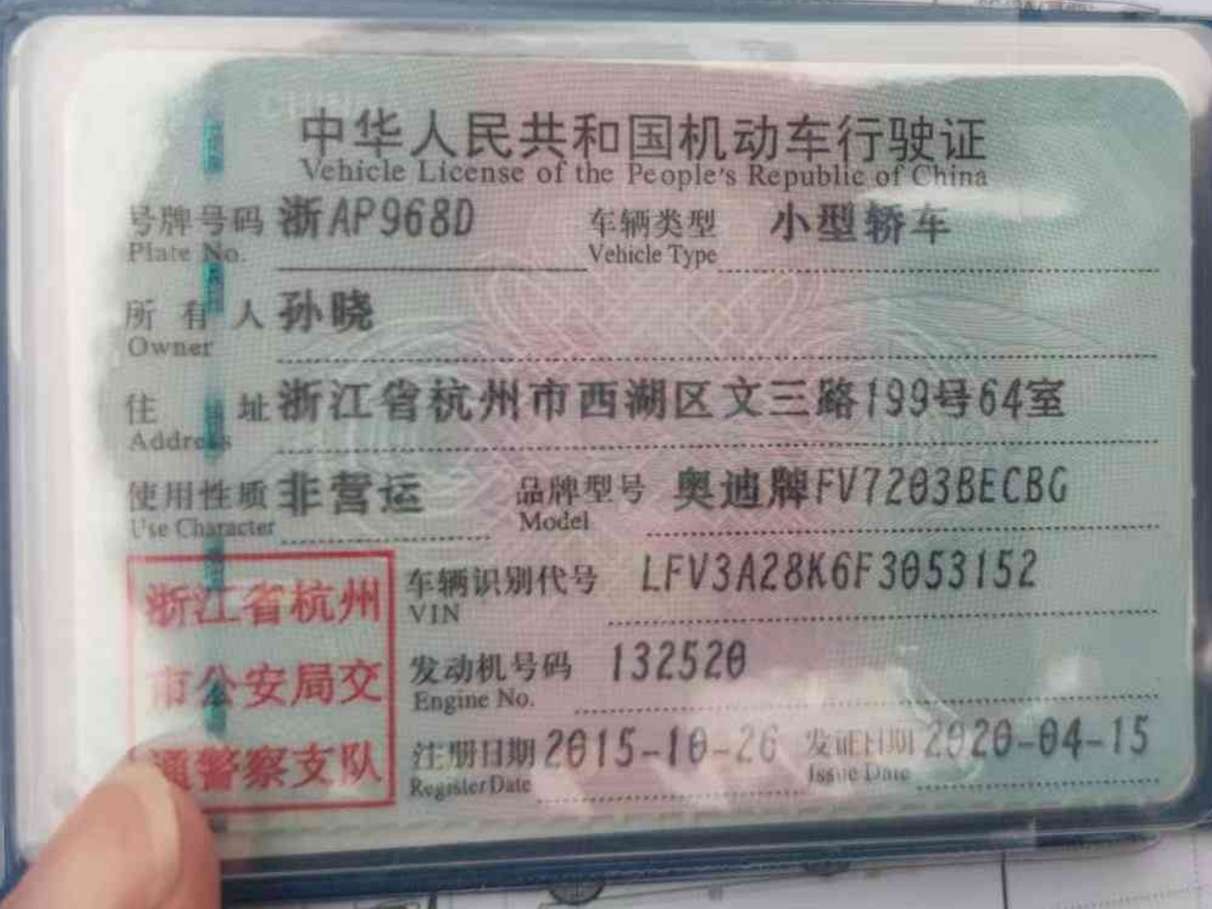 中华人民共和国机动车行驶证
Vehicle License of the People's Republic of China
号牌号码 浙AP968D 车辆类型 小型轿车
Plate No. Vehicle Type
所有人 孙晓
Owner
住址 浙江省杭州市西湖区文三路199号64室
Address
使用性质 非营运 品牌型号 奥迪牌FV7203BECBG
Use Character Model
浙江省杭州
市公安局交
通警察支队
车辆识别代号 LFV3A28K6F3053152
VIN
发动机号码 132520
Engine No.
注册日期 2015-10-26 发证日期 2020-04-15
Register Date Issue Date